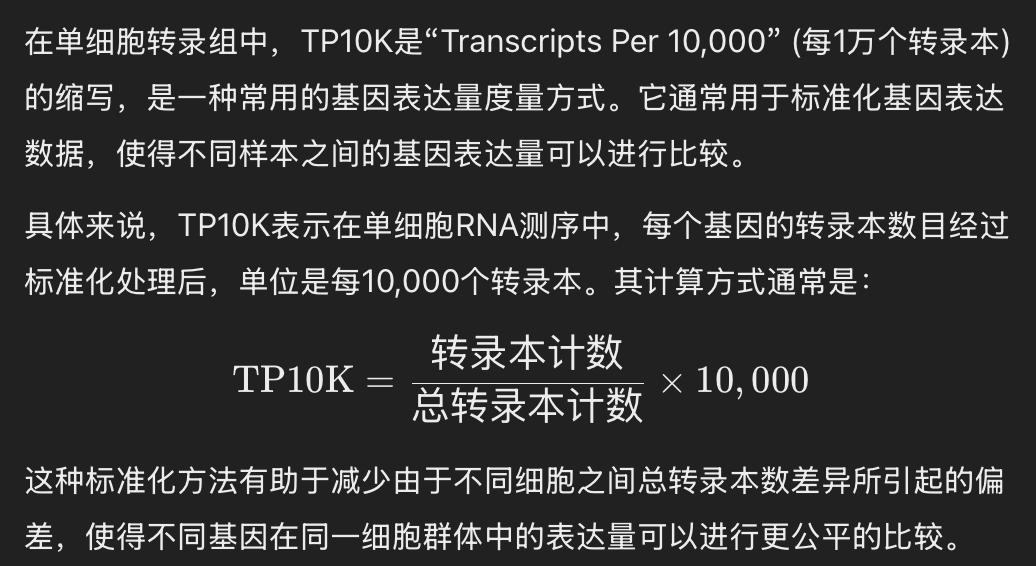 在单细胞转录组中，TP10K是“Transcripts Per 10,000” (每1万个转录本)
的缩写，是一种常用的基因表达量度量方式。它通常用于标准化基因表达
数据，使得不同样本之间的基因表达量可以进行比较。
具体来说，TP10K表示在单细胞RNA测序中，每个基因的转录本数目经过
标准化处理后，单位是每10,000个转录本。其计算方式通常是：
转录本计数
TP10K = × 10,000
总转录本计数
这种标准化方法有助于减少由于不同细胞之间总转录本数差异所引起的偏
差，使得不同基因在同一细胞群体中的表达量可以进行更公平的比较。